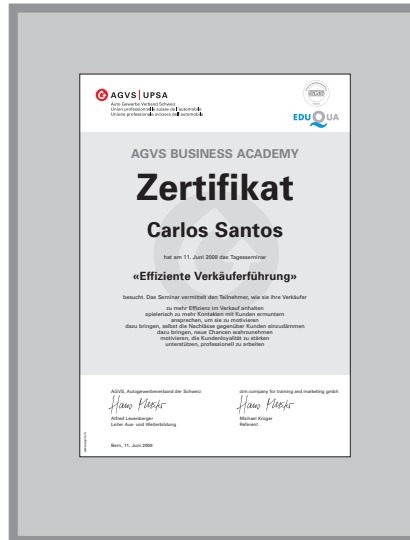 AGVS | UPSA
Auto Gewerbe Verband Schweiz
Union professionnelle suisse de l'automobile
Unione professionale svizzera dell'automobile
EDUQUA
AGVS BUSINESS ACADEMY
Zertifikat
Carlos Santos
hat am 11. Juni 2008 das Tagesseminar
«Effiziente Verkäuferführung»
besucht. Das Seminar vermittelt den Teilnehmer, wie sie ihre Verkäufer
zu mehr Effizienz im Verkauf anhalten
spielerisch zu mehr Kontakten mit Kunden ermuntern
ansprechen, um sie zu motivieren
dazu bringen, selbst die Nachlässe gegenüber Kunden einzudämmen
dazu bringen, neue Chancen wahrzunehmen
motivieren, die Kundenloyalität zu stärken
unterstützen, professionell zu arbeiten
AGVS, Autogewerbeverband der Schweiz
ctm company for training and marketing gmbh
Alfred Leuenberger
Leiter Aus- und Weiterbildung
Michael Krüger
Referent
Bern, 11. Juni 2008